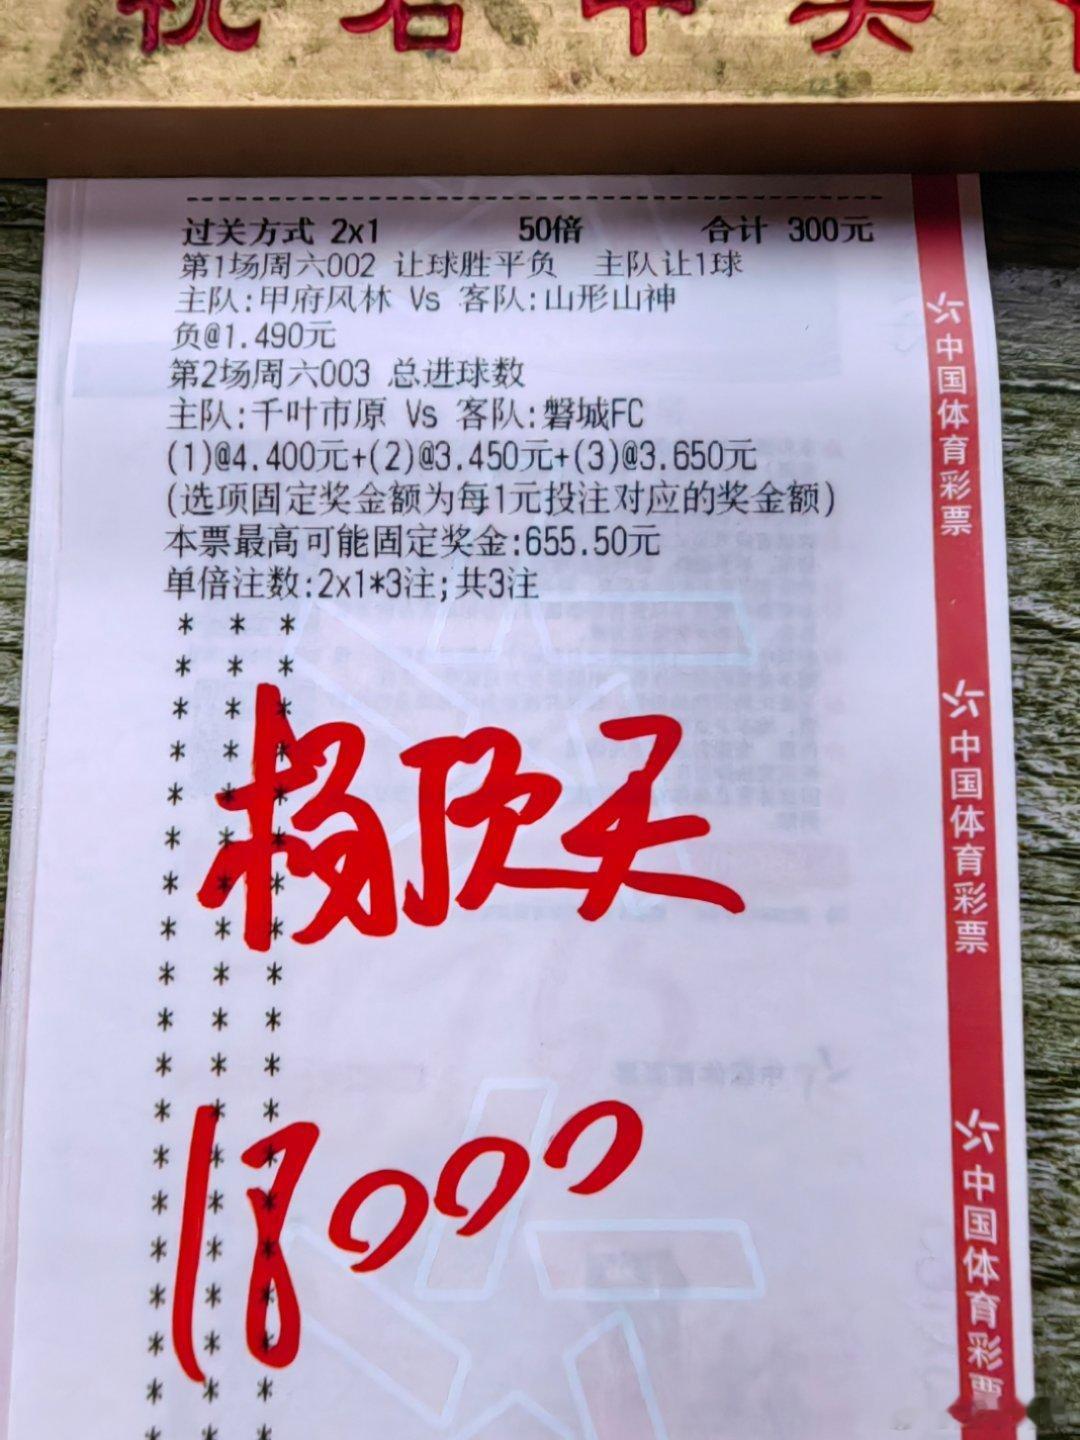 祝君中奖
过关方式 2x1 50倍 合计 300元
第1场周六002 让球胜平负 主队让1球
主队:甲府风林 Vs 客队:山形山神
负@1.490元
第2场周六003 总进球数
主队:千叶市原 Vs 客队:磐城FC
(1)@4.400元+(2)@3.450元+(3)@3.650元
(选项固定奖金额为每1元投注对应的奖金额)
本票最高可能固定奖金:655.50元
单倍注数:2x1*3注;共3注
杨顶天
18000
中国体育彩票
中国体育彩票
中国体育彩票